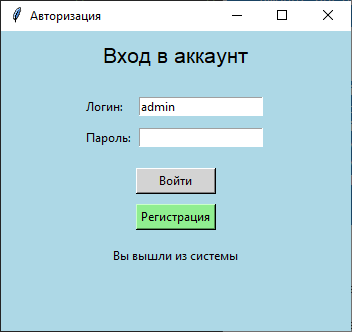 Авторизация
Вход в аккаунт
Логин: admin
Пароль:
Войти
Регистрация
Вы вышли из системы